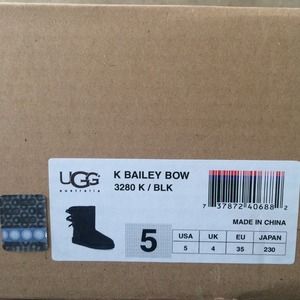 UGG
australia
K BAILEY BOW
3280 K / BLK
7 37872 40688 2
MADE IN CHINA
5
USA UK EU JAPAN
5 4 35 230